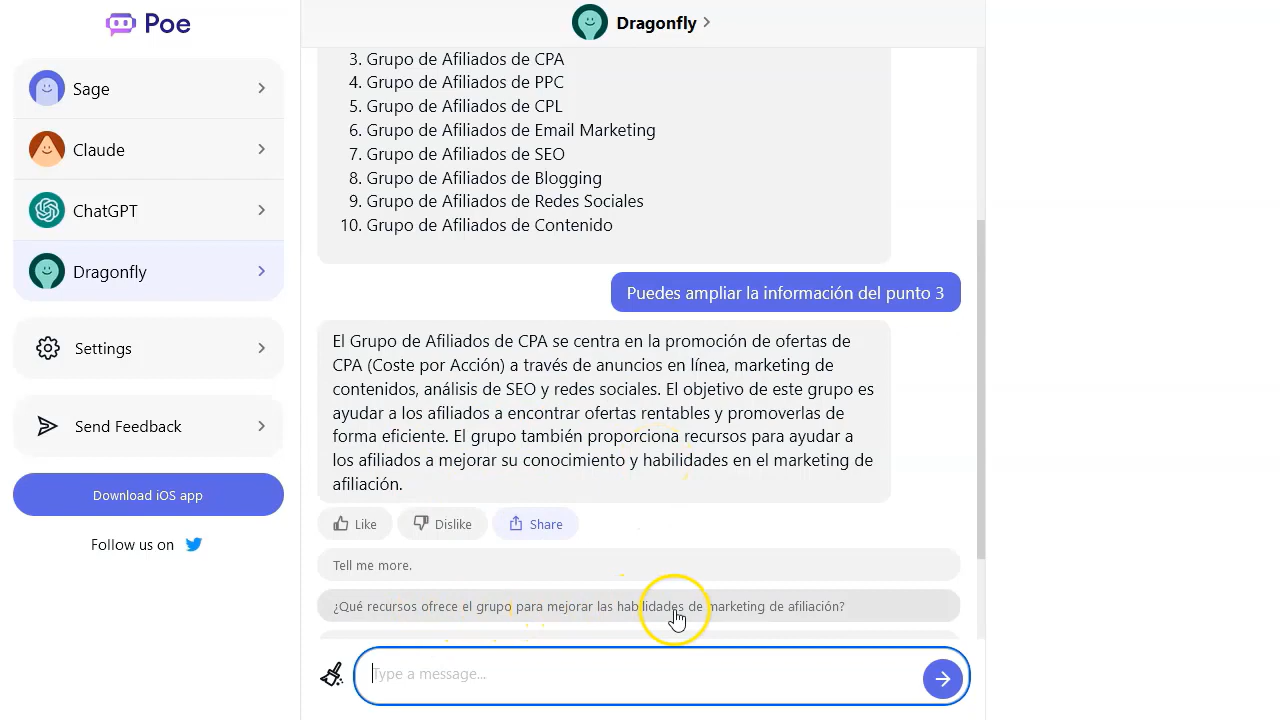 Poe
Sage
Claude
ChatGPT
Dragonfly
Settings
Send Feedback
Download iOS app
Follow us on
Dragonfly
3. Grupo de Afiliados de CPA
4. Grupo de Afiliados de PPC
5. Grupo de Afiliados de CPL
6. Grupo de Afiliados de Email Marketing
7. Grupo de Afiliados de SEO
8. Grupo de Afiliados de Blogging
9. Grupo de Afiliados de Redes Sociales
10. Grupo de Afiliados de Contenido
Puedes ampliar la información del punto 3
El Grupo de Afiliados de CPA se centra en la promoción de ofertas de
CPA (Coste por Acción) a través de anuncios en línea, marketing de
contenidos, análisis de SEO y redes sociales. El objetivo de este grupo es
ayudar a los afiliados a encontrar ofertas rentables y promoverlas de
forma eficiente. El grupo también proporciona recursos para ayudar a
los afiliados a mejorar su conocimiento y habilidades en el marketing de
afiliación.
Like
Dislike
Share
Tell me more.
¿Qué recursos ofrece el grupo para mejorar las habilidades de marketing de afiliación?
Type a message...